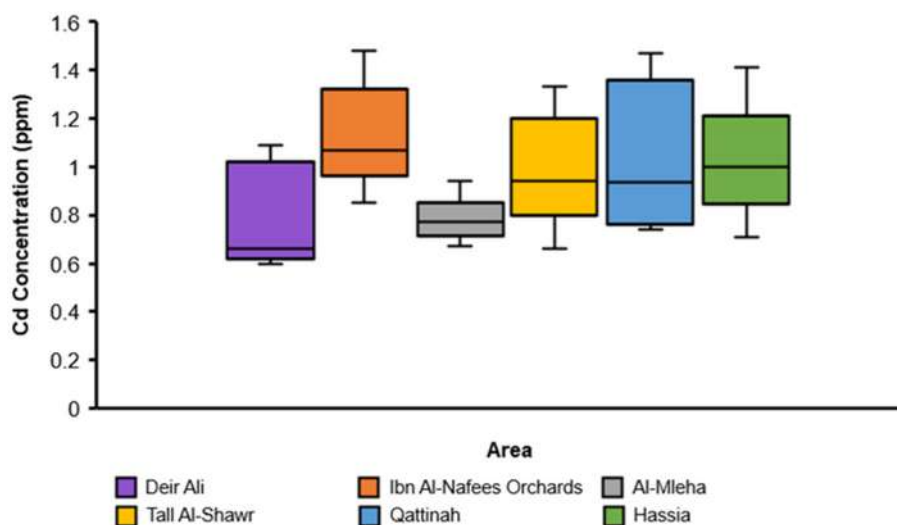 1.6
1.4
1.2
1
0.8
0.6
0.4
0.2
0
Cd Concentration (ppm)
Area
Deir Ali
Ibn Al-Nafees Orchards
Al-Mleha
Tall Al-Shawr
Qattinah
Hassia